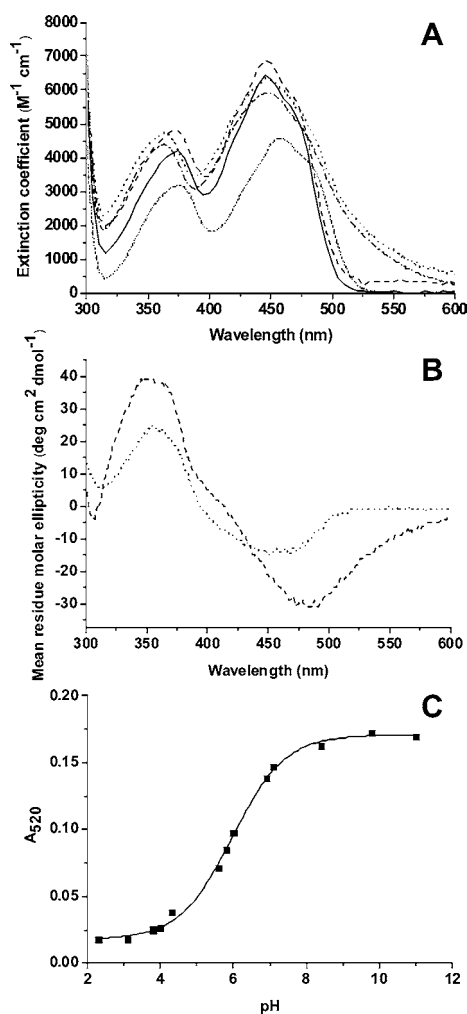 A
Extinction coefficient (M⁻¹ cm⁻¹)
8000
7000
6000
5000
4000
3000
2000
1000
0
300 350 400 450 500 550 600
Wavelength (nm)
B
Mean residue molar ellipticity (deg cm² dmol⁻¹)
40
30
20
10
0
-10
-20
-30
300 350 400 450 500 550 600
Wavelength (nm)
C
A520
0.20
0.15
0.10
0.05
0.00
2 4 6 8 10 12
pH